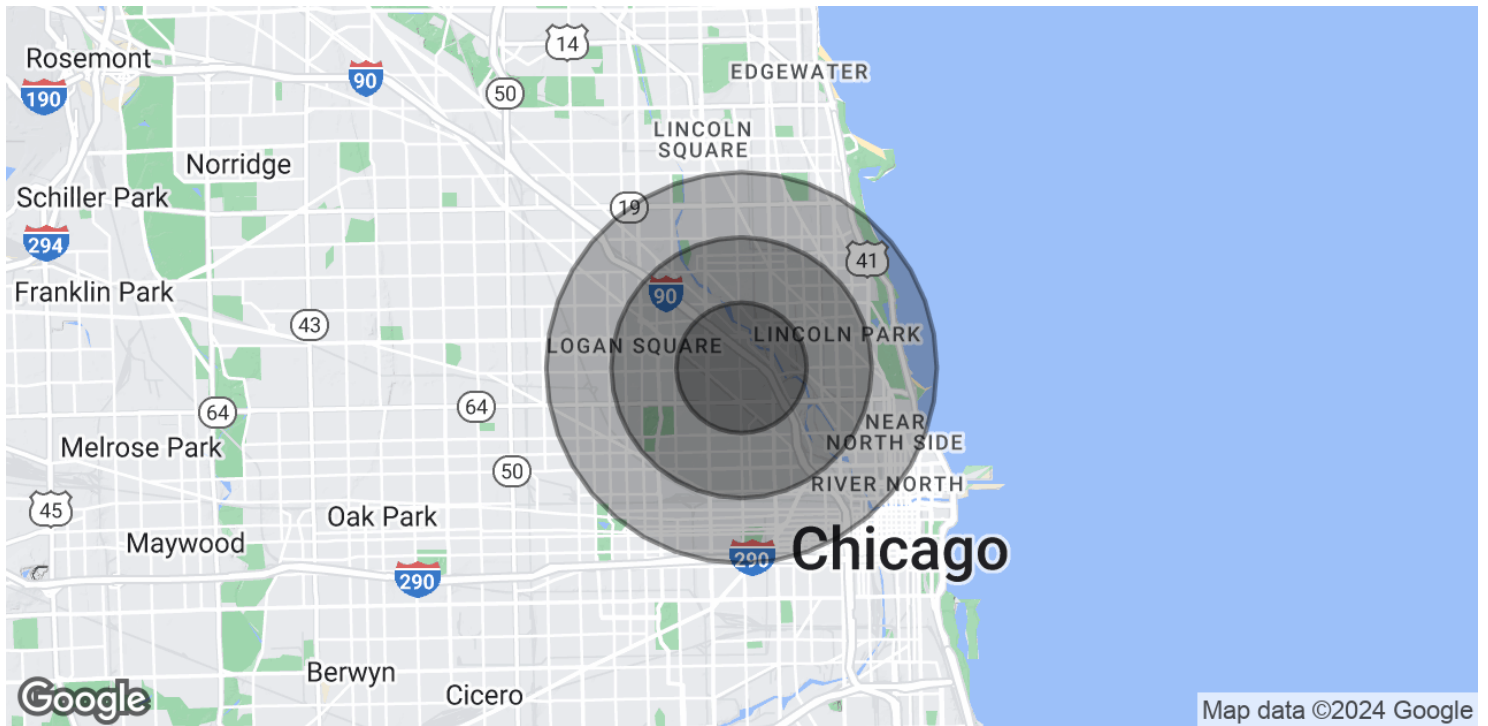 14
Rosemont
EDGEWATER
90
190
50
LINCOLN
SQUARE
Norridge
Schiller Park
19
294
41
Franklin Park
90
43
LINCOLN PARK
LOGAN SQUARE
64
64
NEAR
NORTH SIDE
Melrose Park
50
RIVER NORTH
45
Oak Park
Maywood
Chicago
290
290
Berwyn
Cicero
Google
Map data ©2024 Google